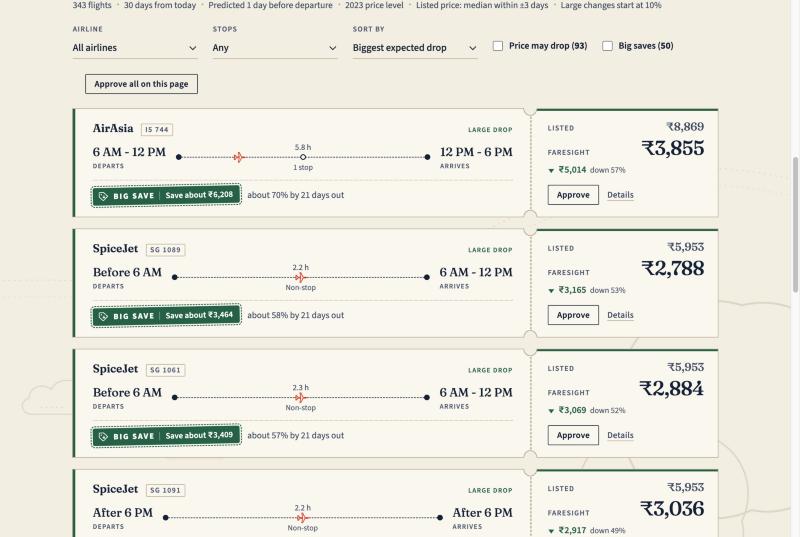 343 flights • 30 days from today • Predicted 1 day before departure • 2023 price level • Listed price: median within ±3 days • Large changes start at 10%
AIRLINE
All airlines
STOPS
Any
SORT BY
Biggest expected drop
Price may drop (93)
Big saves (50)
Approve all on this page
AirAsia I5 744 LARGE DROP
6 AM - 12 PM
DEPARTS
5.8 h
1 stop
12 PM - 6 PM
ARRIVES
BIG SAVE Save about ₹6,208 about 70% by 21 days out
LISTED ₹8,869
FARESIGHT ₹3,855
₹5,014 down 57%
Approve Details
SpiceJet SG 1089 LARGE DROP
Before 6 AM
DEPARTS
2.2 h
Non-stop
6 AM - 12 PM
ARRIVES
BIG SAVE Save about ₹3,464 about 58% by 21 days out
LISTED ₹5,953
FARESIGHT ₹2,788
₹3,165 down 53%
Approve Details
SpiceJet SG 1061 LARGE DROP
Before 6 AM
DEPARTS
2.3 h
Non-stop
6 AM - 12 PM
ARRIVES
BIG SAVE Save about ₹3,409 about 57% by 21 days out
LISTED ₹5,953
FARESIGHT ₹2,884
₹3,069 down 52%
Approve Details
SpiceJet SG 1091 LARGE DROP
After 6 PM
DEPARTS
2.2 h
Non-stop
After 6 PM
ARRIVES
LISTED ₹5,953
FARESIGHT ₹3,036
₹2,917 down 49%